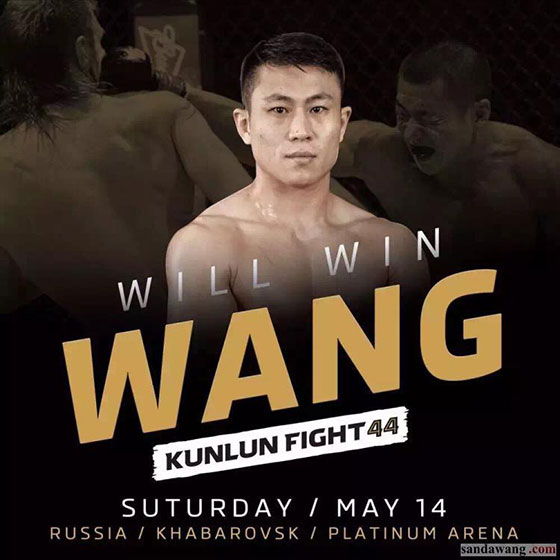 WILL WIN
WANG
KUNLUN FIGHT 44
SUTURDAY / MAY 14
RUSSIA / KHABAROVSK / PLATINUM ARENA
sandawang.com